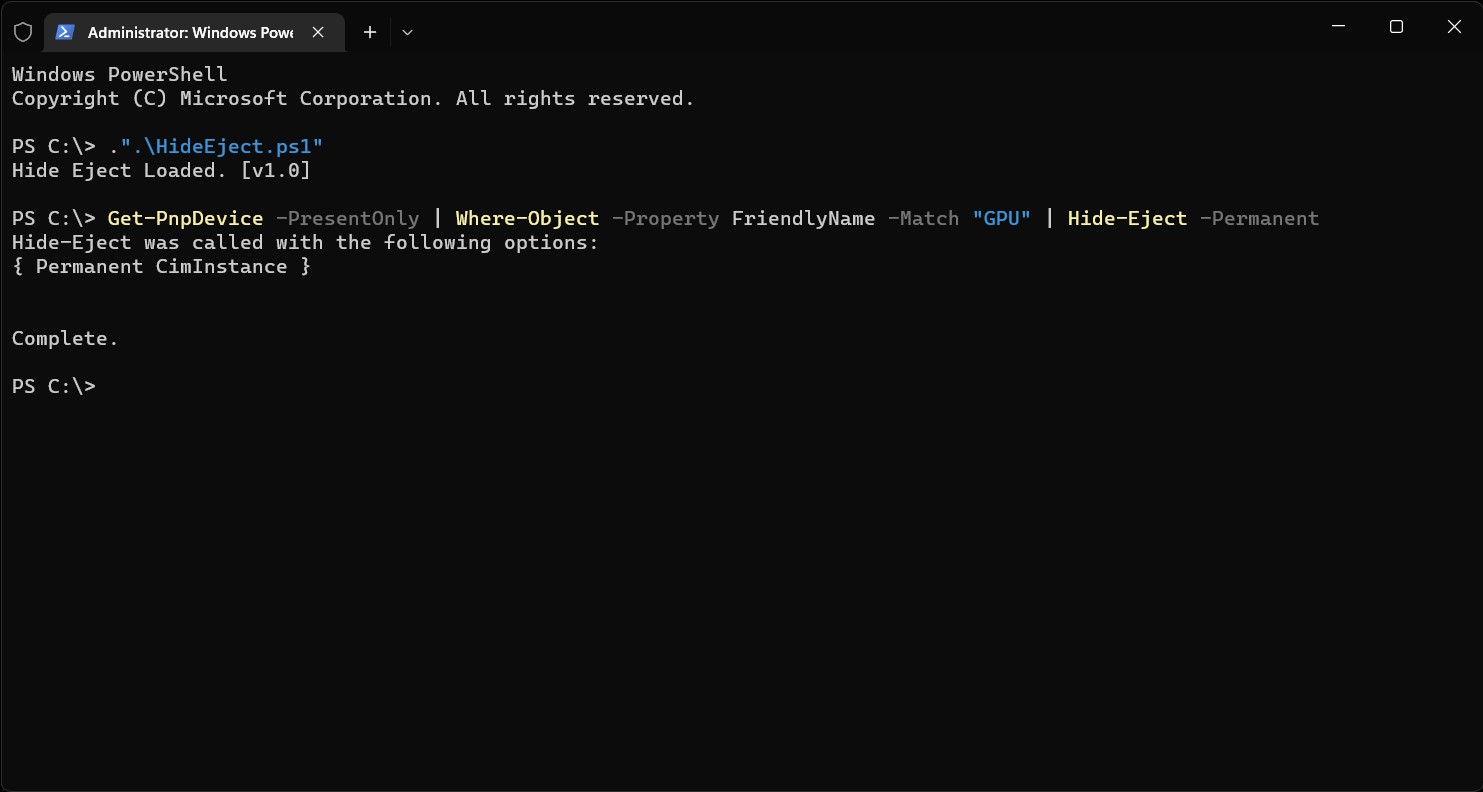 Administrator: Windows Powe
Windows PowerShell
Copyright (C) Microsoft Corporation. All rights reserved.
PS C:\> .".\HideEject.ps1"
Hide Eject Loaded. [v1.0]
PS C:\> Get-PnpDevice -PresentOnly | Where-Object -Property FriendlyName -Match "GPU" | Hide-Eject -Permanent
Hide-Eject was called with the following options:
{ Permanent CimInstance }
Complete.
PS C:\>